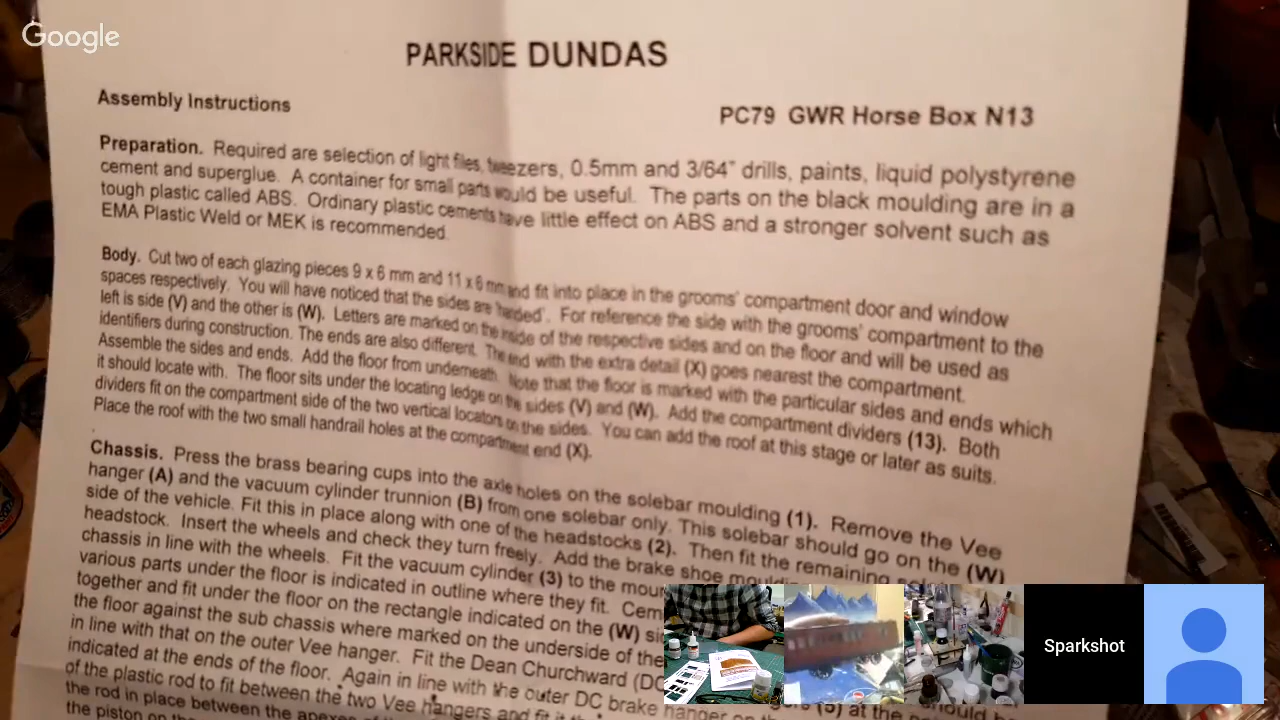 Google
PARKSIDE DUNDAS
Assembly Instructions
PC79 GWR Horse Box N13
Preparation. Required are selection of light files, tweezers, 0.5mm and 3/64" drills, paints, liquid polystyrene
cement and superglue. A container for small parts would be useful. The parts on the black moulding are in a
tough plastic called ABS. Ordinary plastic cements have little effect on ABS and a stronger solvent such as
EMA Plastic Weld or MEK is recommended.
Body. Cut two of each glazing pieces 9 x 6 mm and 11 x 6 mm and fit into place in the grooms' compartment door and window
spaces respectively. You will have noticed that the sides are 'handed'. For reference the side with the grooms' compartment to the
left is side (V) and the other is (W). Letters are marked on the inside of the respective sides and on the floor and will be used as
identifiers during construction. The ends are also different. The end with the extra detail (X) goes nearest the compartment.
Assemble the sides and ends. Add the floor from underneath. Note that the floor is marked with the particular sides and ends which
it should locate with. The floor sits under the locating ledge on the sides (V) and (W). Add the compartment dividers (13). Both
dividers fit on the compartment side of the two vertical locators on the sides. You can add the roof at this stage or later as suits.
Place the roof with the two small handrail holes at the compartment end (X).
Chassis. Press the brass bearing cups into the axle holes on the solebar moulding (1). Remove the Vee
hanger (A) and the vacuum cylinder trunnion (B) from one solebar only. This solebar should go on the (W)
side of the vehicle. Fit this in place along with one of the headstocks (2). Then fit the remaining
headstock. Insert the wheels and check they turn freely. Add the brake shoe
chassis in line with the wheels. Fit the vacuum cylinder (3) to the
various parts under the floor is indicated in outline where they fit.
together and fit under the floor on the rectangle indicated on the (W)
the floor against the sub chassis where marked on the underside of the
in line with that on the outer Vee hanger. Fit the Dean Churchward (DC
indicated at the ends of the floor. Again in line with the outer DC brake hanger
of the plastic rod to fit between the two Vee hangers and fit
the rod in place between the
the piston on
Sparkshot